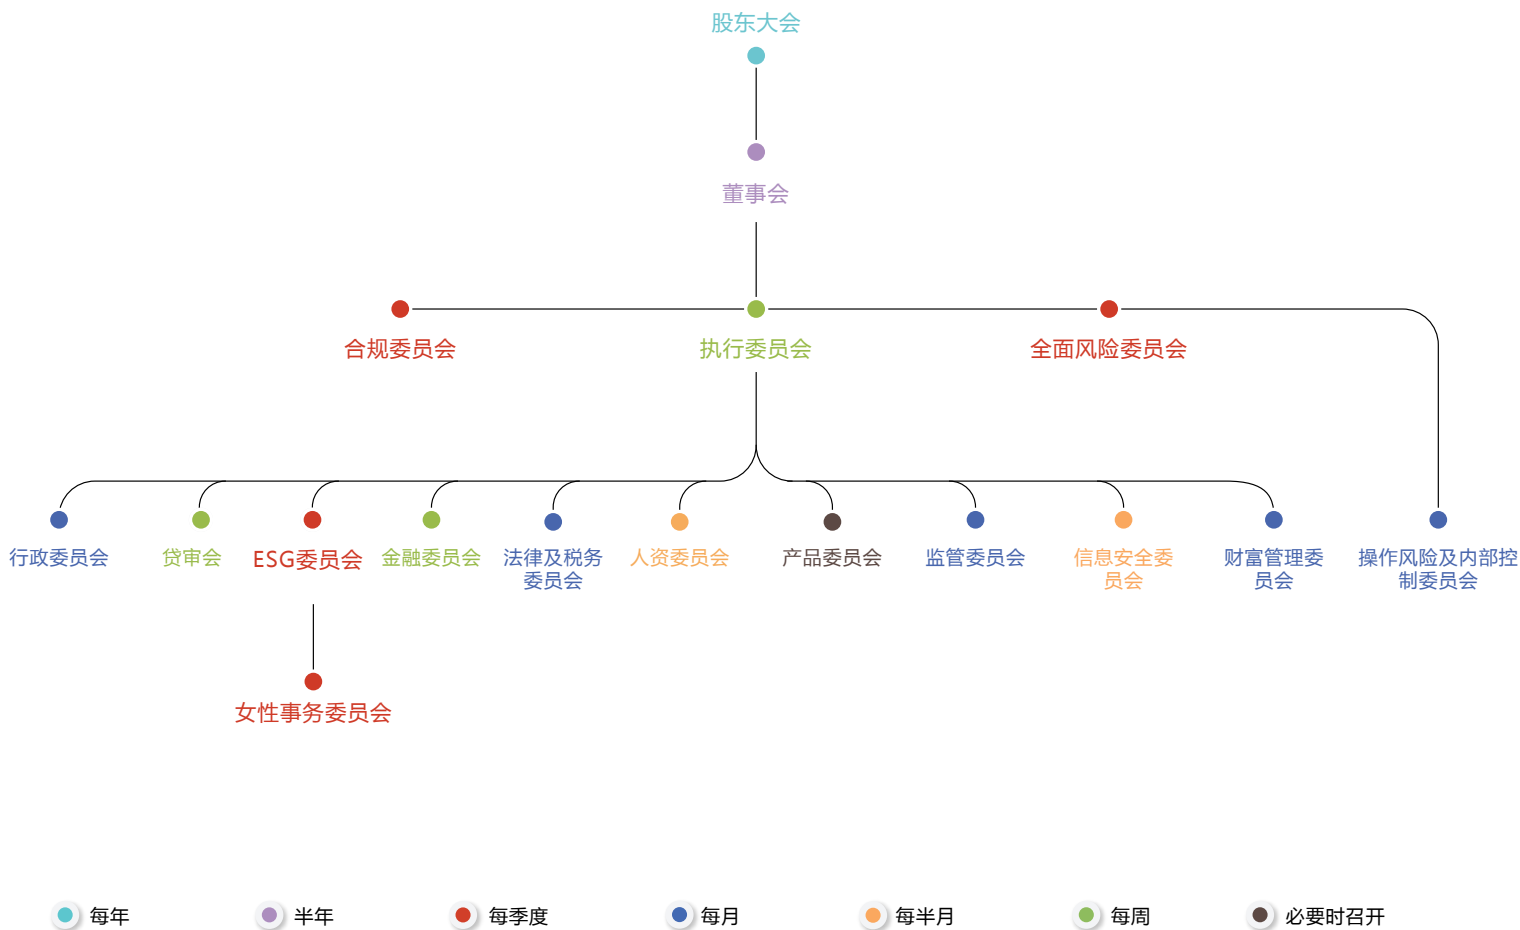 股东大会
董事会
合规委员会
执行委员会
全面风险委员会
行政委员会
贷审会
ESG委员会
金融委员会
法律及税务
委员会
人资委员会
产品委员会
监管委员会
信息安全委
员会
财富管理委
员会
操作风险及内部控
制委员会
女性事务委员会
每年
半年
每季度
每月
每半月
每周
必要时召开